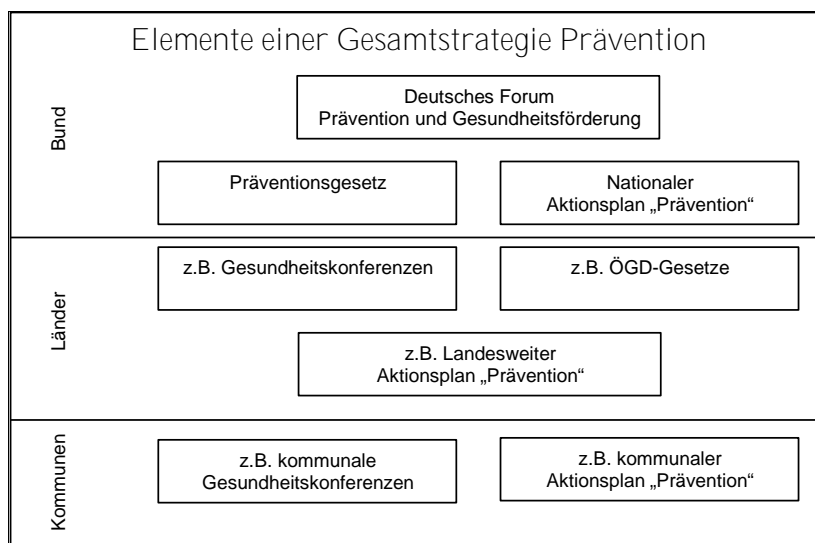 Elemente einer Gesamtstrategie Prävention
Bund
Deutsches Forum
Prävention und Gesundheitsförderung
Präventionsgesetz
Nationaler
Aktionsplan „Prävention“
Länder
z.B. Gesundheitskonferenzen
z.B. ÖGD-Gesetze
z.B. Landesweiter
Aktionsplan „Prävention“
Kommunen
z.B. kommunale
Gesundheitskonferenzen
z.B. kommunaler
Aktionsplan „Prävention“